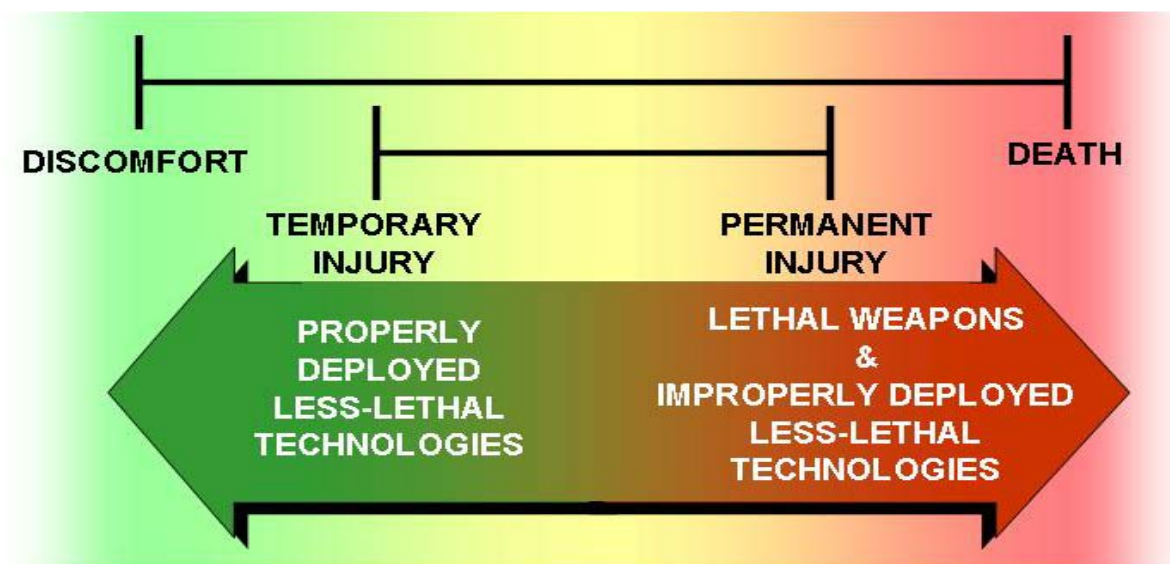 DISCOMFORT
DEATH
TEMPORARY
INJURY
PERMANENT
INJURY
PROPERLY
DEPLOYED
LESS-LETHAL
TECHNOLOGIES
LETHAL WEAPONS
&
IMPROPERLY DEPLOYED
LESS-LETHAL
TECHNOLOGIES